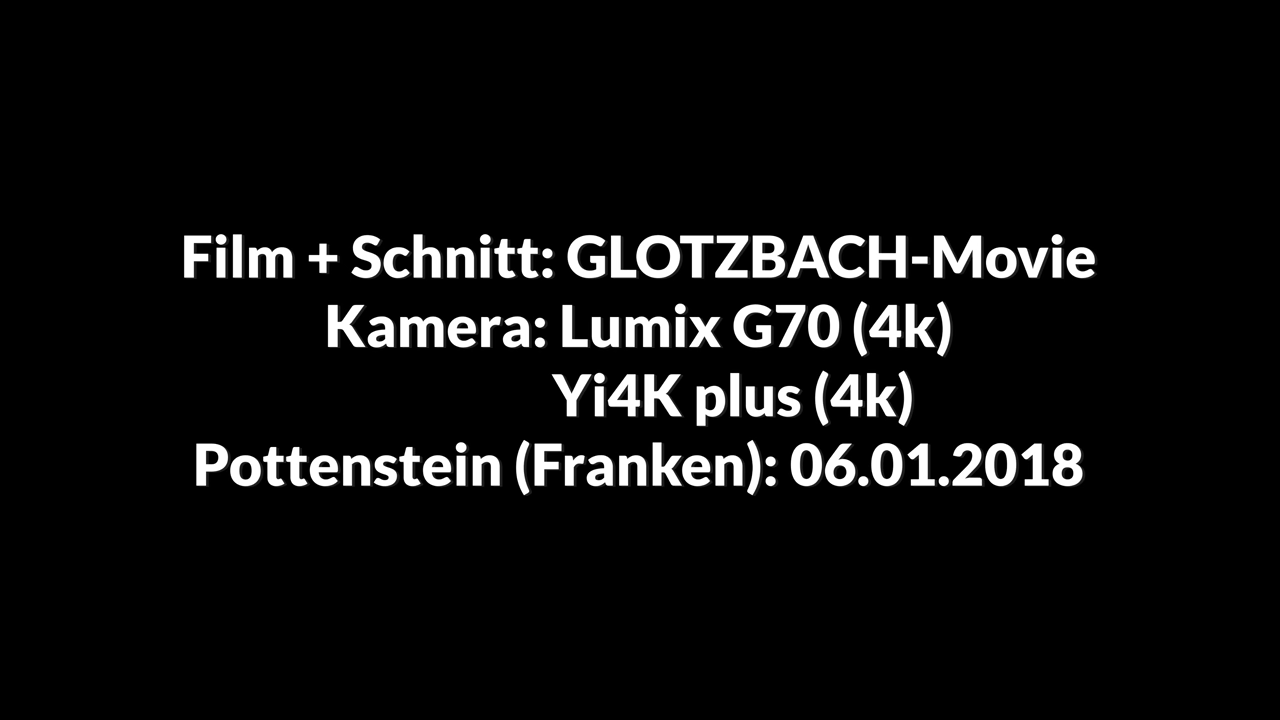 Film + Schnitt: GLOTZBACH-Movie
Kamera: Lumix G70 (4k)
Yi4K plus (4k)
Pottenstein (Franken): 06.01.2018